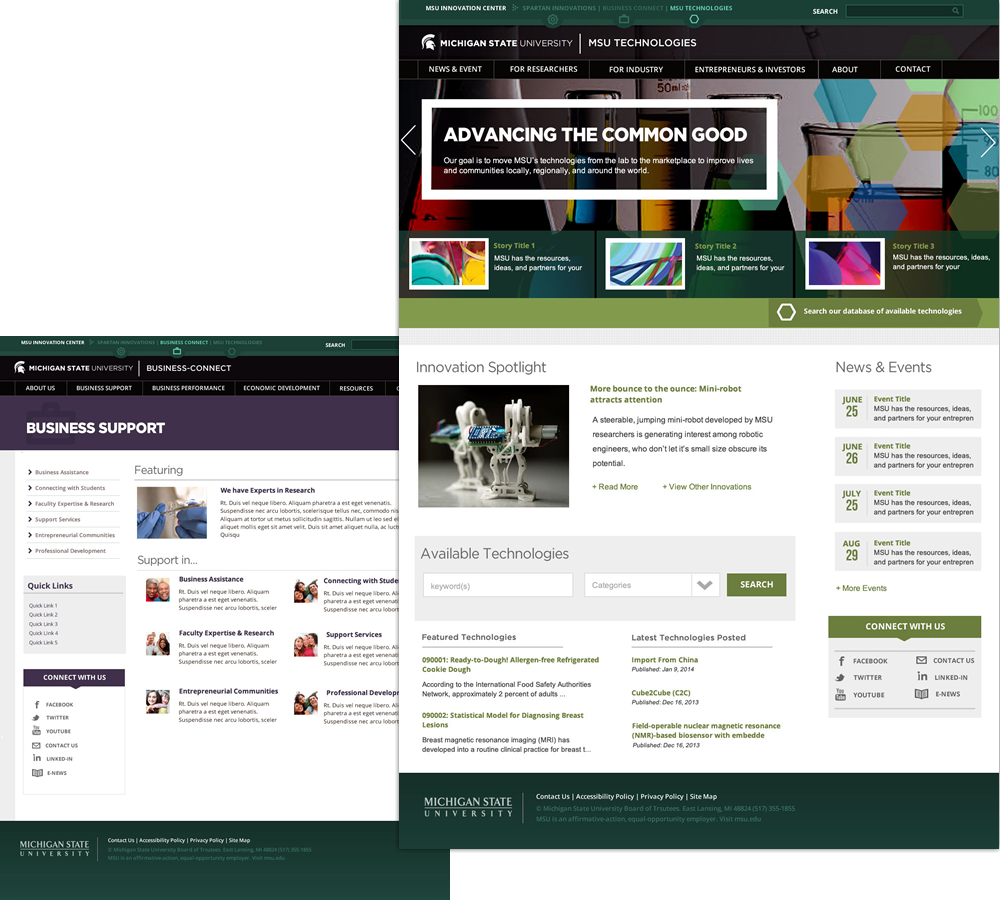 MSU INNOVATION CENTER SPARTAN INNOVATIONS | BUSINESS CONNECT | MSU TECHNOLOGIES
SEARCH
MICHIGAN STATE UNIVERSITY MSU TECHNOLOGIES
NEWS & EVENT FOR RESEARCHERS FOR INDUSTRY ENTREPRENEURS & INVESTORS ABOUT CONTACT
50ml
100
80
ADVANCING THE COMMON GOOD
Our goal is to move MSU's technologies from the lab to the marketplace to improve lives
and communities locally, regionally, and around the world.
Story Title 1
MSU has the resources,
ideas, and partners for your
Story Title 2
MSU has the resources,
ideas, and partners for your
Story Title 3
MSU has the resources, ideas,
and partners for your
Search our database of available technologies
Innovation Spotlight
More bounce to the ounce: Mini-robot
attracts attention
A steerable, jumping mini-robot developed by MSU
researchers is generating interest among robotic
engineers, who don't let it's small size obscure its
potential.
+ Read More + View Other Innovations
News & Events
JUNE
25
Event Title
MSU has the resources, ideas,
and partners for your entrepren
JUNE
26
Event Title
MSU has the resources, ideas,
and partners for your entrepren
JULY
25
Event Title
MSU has the resources, ideas,
and partners for your entrepren
AUG
29
Event Title
MSU has the resources, ideas,
and partners for your entrepren
+ More Events
Available Technologies
keyword(s) Categories SEARCH
Featured Technologies
090001: Ready-to-Dough! Allergen-free Refrigerated
Cookie Dough
According to the International Food Safety Authorities
Network, approximately 2 percent of adults ...
090002: Statistical Model for Diagnosing Breast
Lesions
Breast magnetic resonance imaging (MRI) has
developed into a routine clinical practice for breast t...
Latest Technologies Posted
Import From China
Published: Jan 9, 2014
Cube2Cube (C2C)
Published: Dec 16, 2013
Field-operable nuclear magnetic resonance
(NMR)-based biosensor with embedde
Published: Dec 16, 2013
CONNECT WITH US
FACEBOOK CONTACT US
TWITTER LINKED-IN
YOUTUBE E-NEWS
MICHIGAN STATE
UNIVERSITY
Contact Us | Accessibility Policy | Privacy Policy | Site Map
© Michigan State University Board of Trsutees. East Lansing, MI 48824 (517) 355-1855
MSU is an affirmative-action, equal-opportunity employer. Visit msu.edu
MSU INNOVATION CENTER SPARTAN INNOVATIONS | BUSINESS CONNECT | MSU TECHNOLOGIES
SEARCH
MICHIGAN STATE UNIVERSITY BUSINESS-CONNECT
ABOUT US BUSINESS SUPPORT BUSINESS PERFORMANCE ECONOMIC DEVELOPMENT RESOURCES
BUSINESS SUPPORT
Business Assistance
Connecting with Students
Faculty Expertise & Research
Support Services
Entrepreneurial Communities
Professional Development
Quick Links
Quick Link 1
Quick Link 2
Quick Link 3
Quick Link 4
Quick Link 5
CONNECT WITH US
FACEBOOK
TWITTER
YOUTUBE
CONTACT US
LINKED-IN
E-NEWS
Featuring
We have Experts in Research
Rt. Duis vel neque libero. Aliquam pharetra a est eget venenatis.
Suspendisse nec arcu lobortis, scelerisque tellus nec, commodo nis
Aliquam at tortor ut metus sollicitudin sagittis. Nullam ut leo sed el
aliquet mollis eget sit amet velit. Duis sit amet aliquet nulla, ac luct
Quisqu
Support in...
Business Assistance
Rt. Duis vel neque libero. Aliquam
pharetra a est eget venenatis.
Suspendisse nec arcu lobortis, sceler
Connecting with Stude
Rt. Duis vel neque libero. Ali
pharetra a est eget venenati
Suspendisse nec arcu lobort
Faculty Expertise & Research
Rt. Duis vel neque libero. Aliquam
pharetra a est eget venenatis.
Suspendisse nec arcu lobortis, sceler
Support Services
Rt. Duis vel neque libero. Al
pharetra a est eget venenat
Suspendisse nec arcu lobor
Entrepreneurial Communities
Rt. Duis vel neque libero. Aliquam
pharetra a est eget venenatis.
Suspendisse nec arcu lobortis, sceler
Professional Develop
Rt. Duis vel neque libero. Al
pharetra a est eget venenat
Suspendisse nec arcu lobor
MICHIGAN STATE
UNIVERSITY
Contact Us | Accessibility Policy | Privacy Policy | Site Map
© Michigan State University Board of Trsutees. East Lansing, MI 48824 (517) 355-1855
MSU is an affirmative-action, equal-opportunity employer. Visit msu.edu